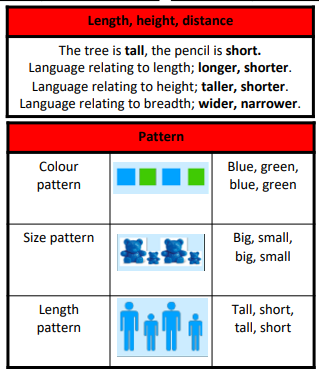 Length, height, distance
The tree is tall, the pencil is short.
Language relating to length; longer, shorter.
Language relating to height; taller, shorter.
Language relating to breadth; wider, narrower.
Pattern
Colour
pattern
Blue, green,
blue, green
Size pattern
Big, small,
big, small
Length
pattern
Tall, short,
tall, short